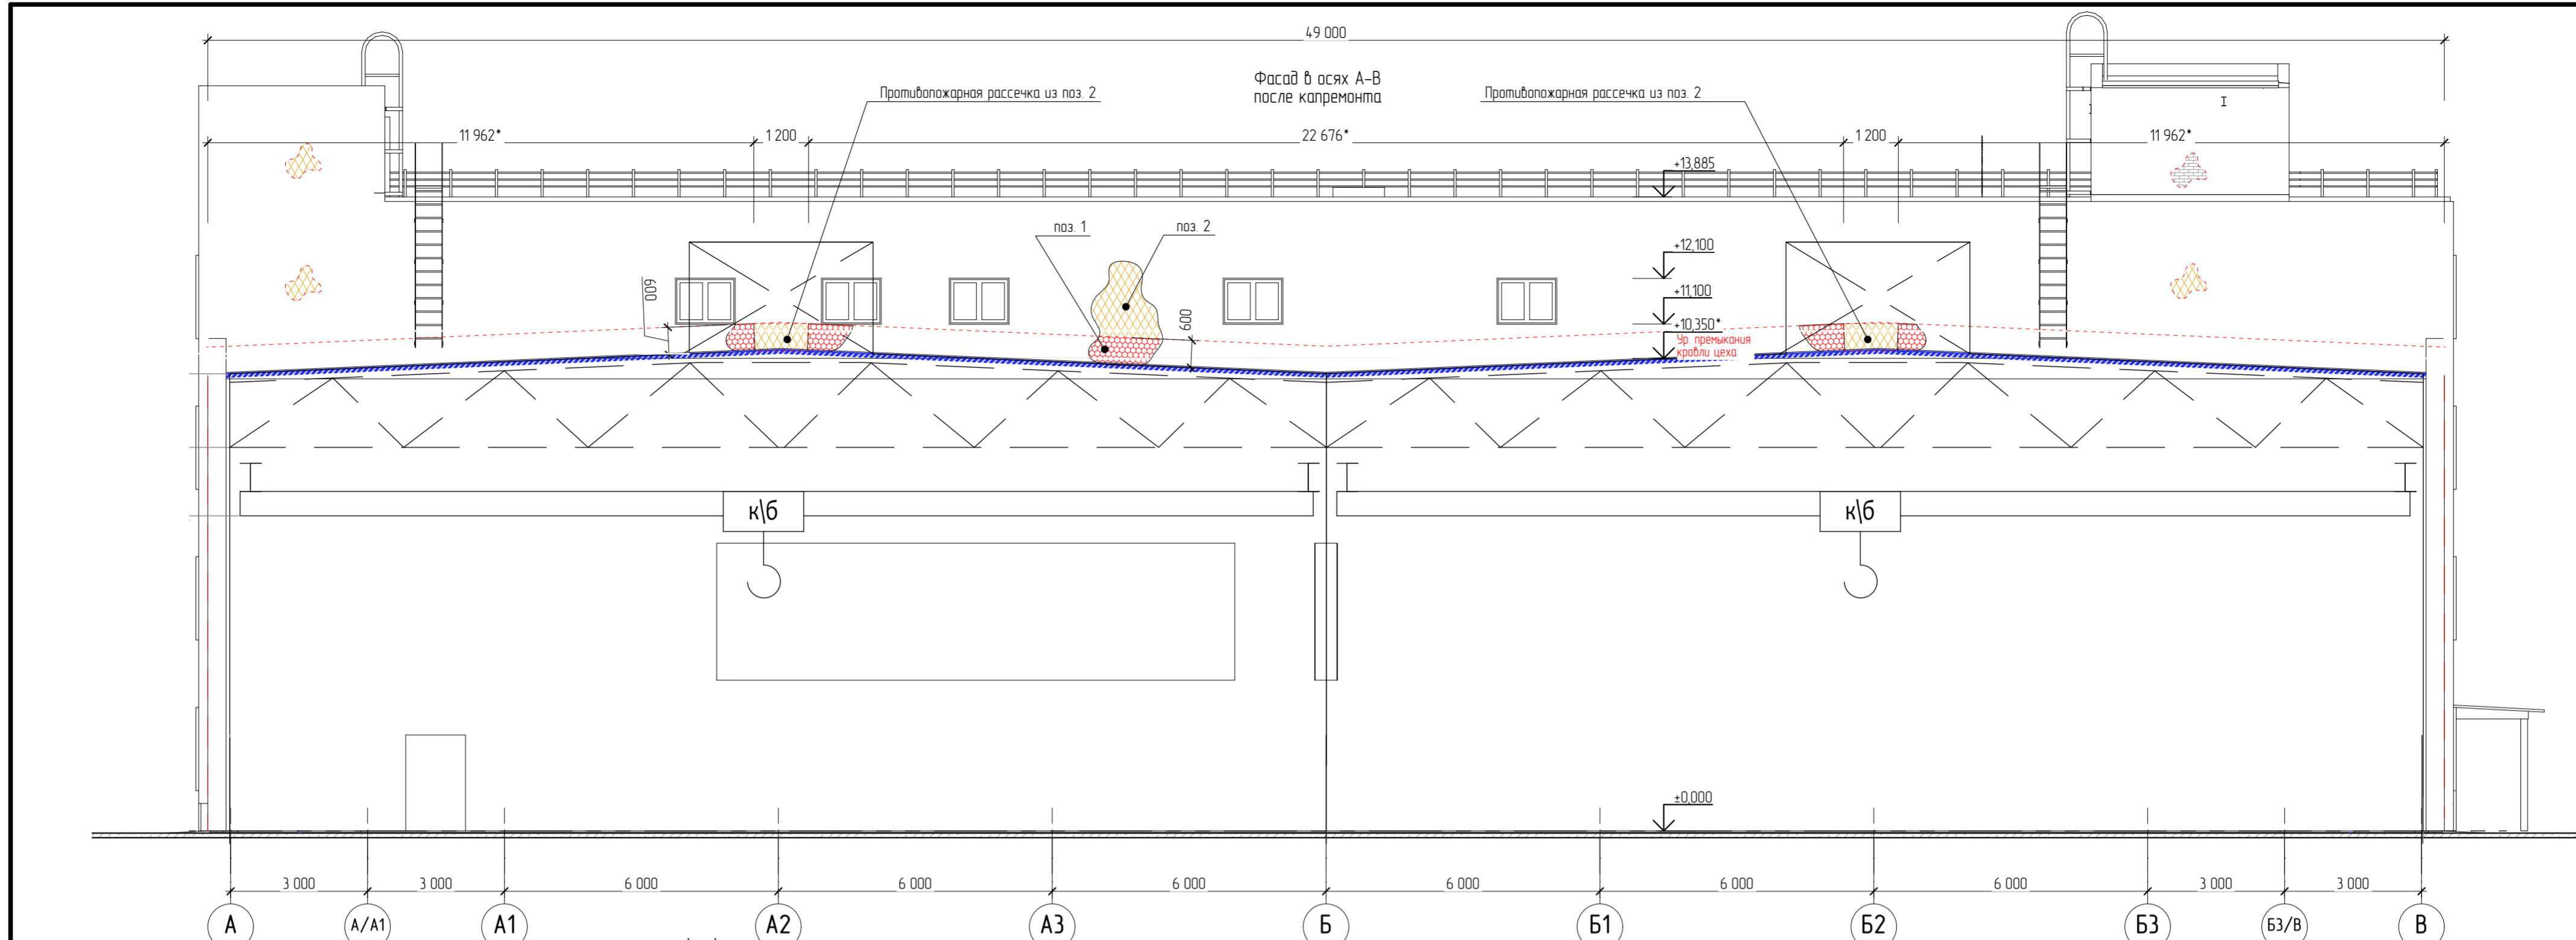 49 000
Фасад в осях А-В
после капремонта
Противопожарная рассечка из поз. 2
Противопожарная рассечка из поз. 2
11 962*
1 200
22 676*
1 200
11 962*
+13,885
поз. 1
поз. 2
+12,100
600
+11,100
600
+10,350*
Ур. премыкания
кровли цеха
к\б
к\б
±0,000
3 000
3 000
6 000
6 000
6 000
6 000
6 000
6 000
3 000
3 000
А
А/А1
А1
А2
А3
Б
Б1
Б2
Б3
Б3/В
В